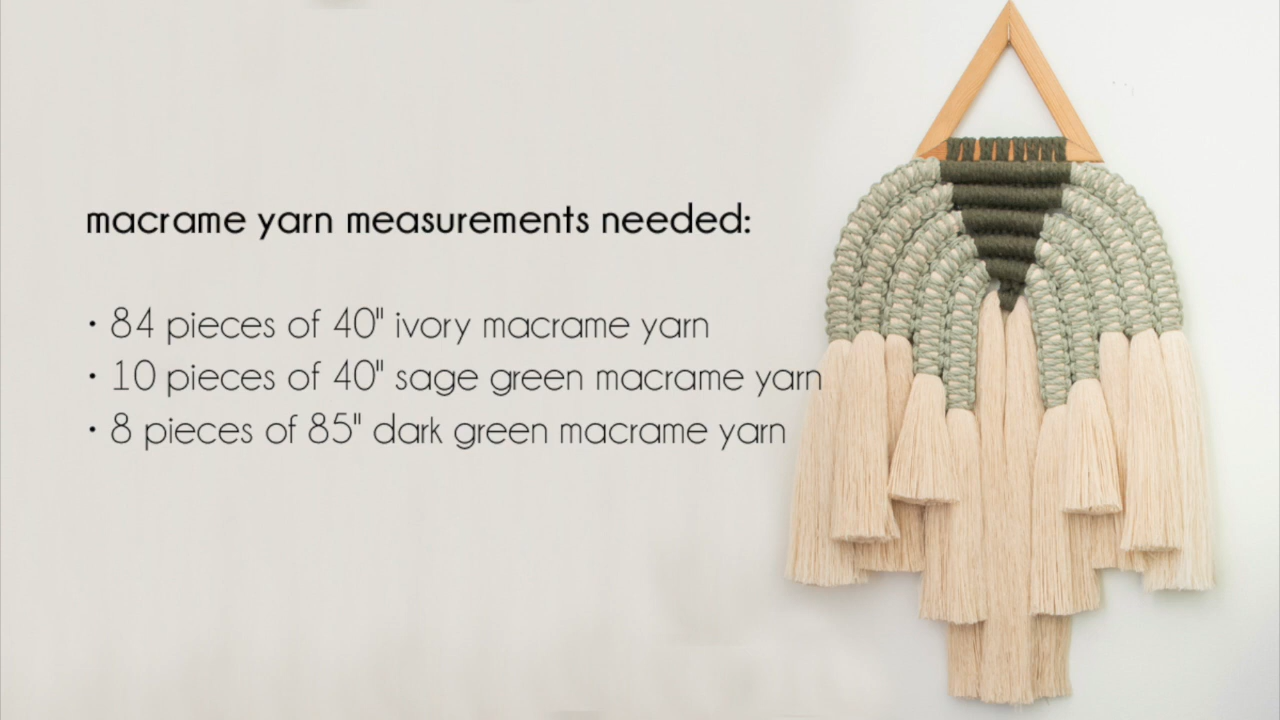 macrame yarn measurements needed:
• 84 pieces of 40" ivory macrame yarn
• 10 pieces of 40" sage green macrame yarn
• 8 pieces of 85" dark green macrame yarn